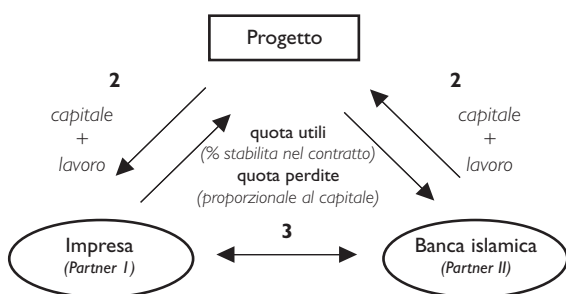 Progetto
2
2
capitale
+
lavoro
quota utili
(% stabilita nel contratto)
quota perdite
(proporzionale al capitale)
capitale
+
lavoro
Impresa
(Partner 1)
3
Banca islamica
(Partner II)